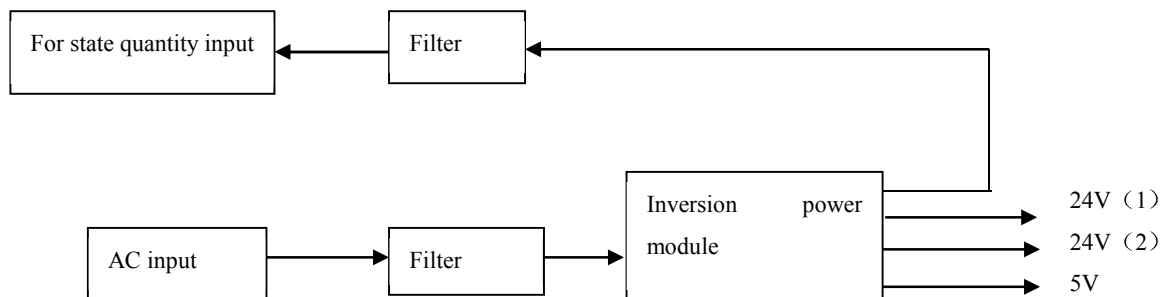 For state quantity input
Filter
24V（1）
Inversion power
module
24V（2）
AC input
Filter
5V